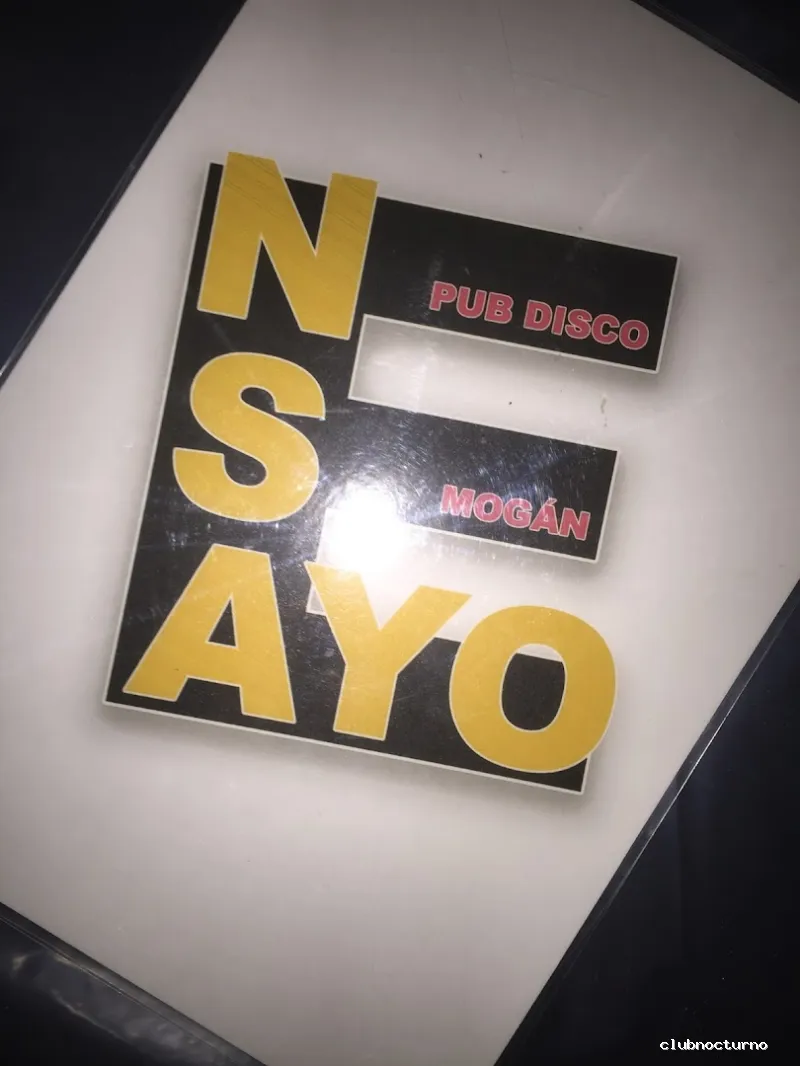 N
PUB DISCO
S
MOGÁN
AYO
clubnocturno